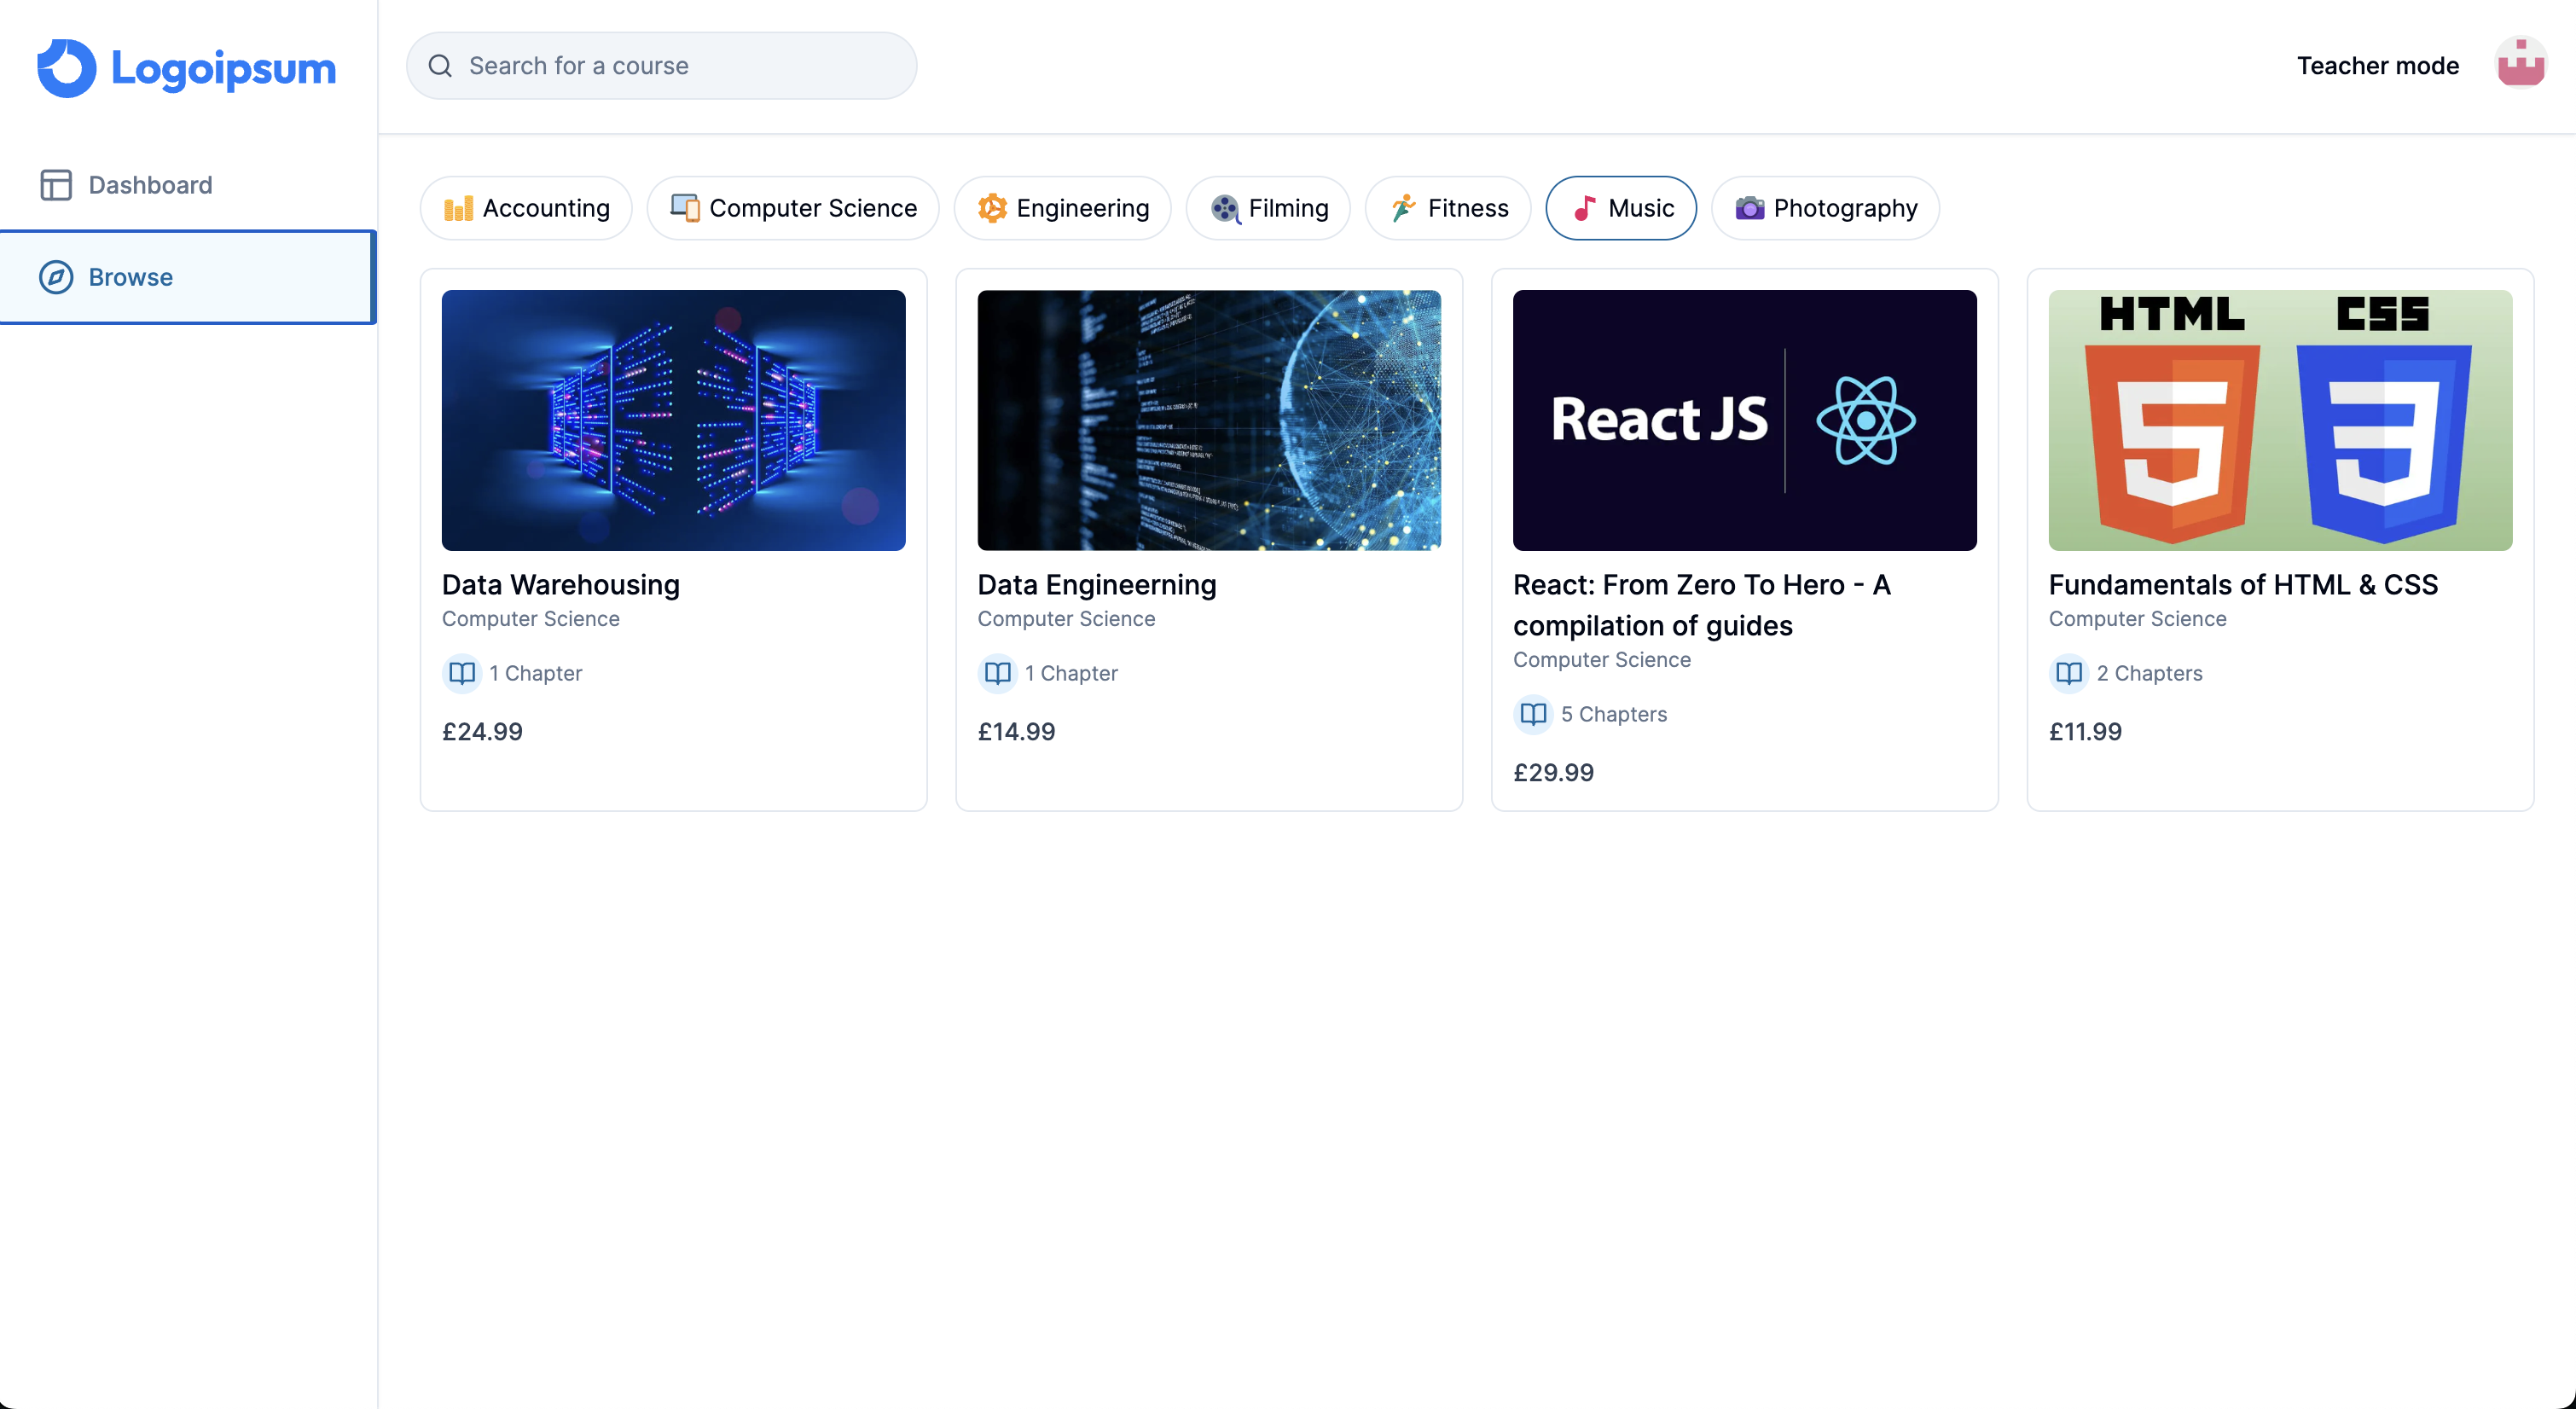 Logoipsum
Search for a course
Teacher mode
Dashboard
Browse
Accounting
Computer Science
Engineering
Filming
Fitness
Music
Photography
Data Warehousing
Computer Science
1 Chapter
£24.99
Data Engineerning
Computer Science
1 Chapter
£14.99
React JS
React: From Zero To Hero - A
compilation of guides
Computer Science
5 Chapters
£29.99
HTML CSS
Fundamentals of HTML & CSS
Computer Science
2 Chapters
£11.99